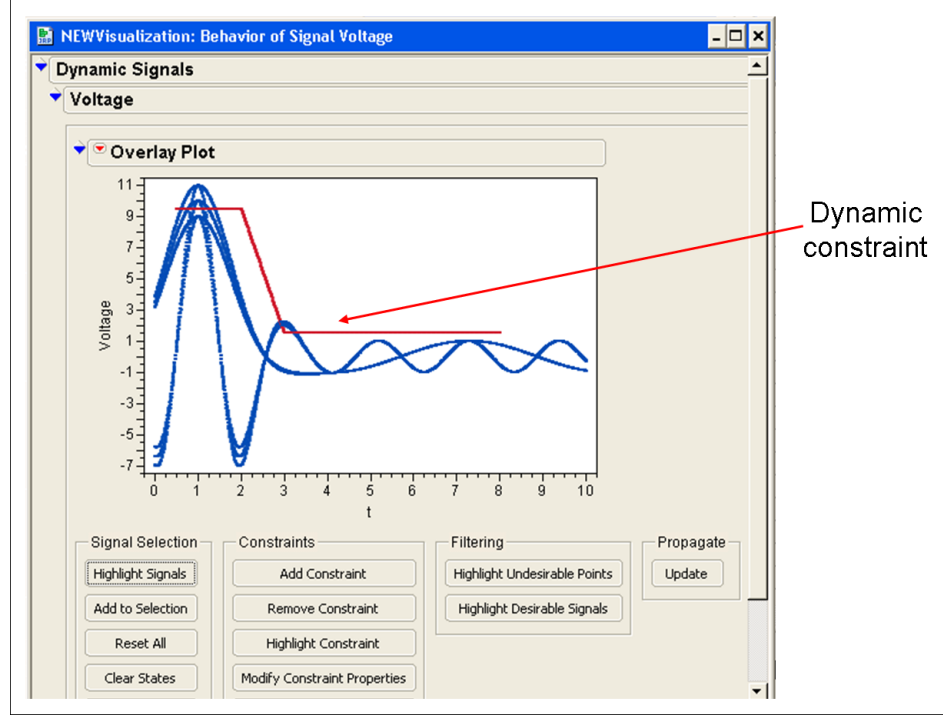 NEWVisualization: Behavior of Signal Voltage
Dynamic Signals
Voltage
Overlay Plot
11
9
7
5
3
1
-1
-3
-5
-7
Voltage
0 1 2 3 4 5 6 7 8 9 10
t
Dynamic
constraint
Signal Selection
Highlight Signals
Add to Selection
Reset All
Clear States
Constraints
Add Constraint
Remove Constraint
Highlight Constraint
Modify Constraint Properties
Filtering
Highlight Undesirable Points
Highlight Desirable Signals
Propagate
Update